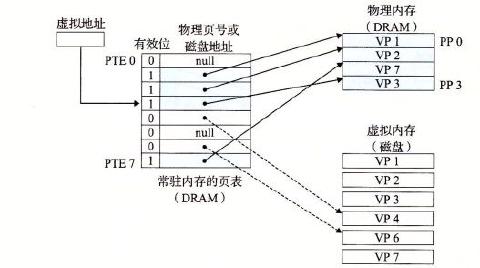 虚拟地址
有效位
物理页号或
磁盘地址
PTE 0
0
null
1
1
1
0
0
null
0
PTE 7
1
常驻内存的页表
(DRAM)
物理内存
(DRAM)
VP 1
PP 0
VP 2
VP 7
VP 3
PP 3
虚拟内存
(磁盘)
VP 1
VP 2
VP 3
VP 4
VP 6
VP 7